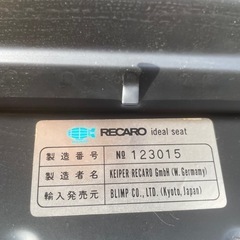 RECARO ideal seat
製造番号 No 123015
製造者名 KEIPER RECARO GmbH (W. Germany)
輸入発売元 BLIMP CO., LTD. (Kyoto, Japan)